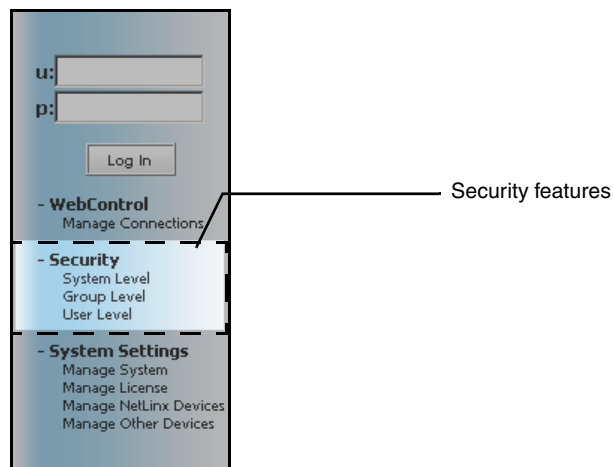 u:
p:
Log In
- WebControl
Manage Connections
Security features
- Security
System Level
Group Level
User Level
- System Settings
Manage System
Manage License
Manage NetLinx Devices
Manage Other Devices